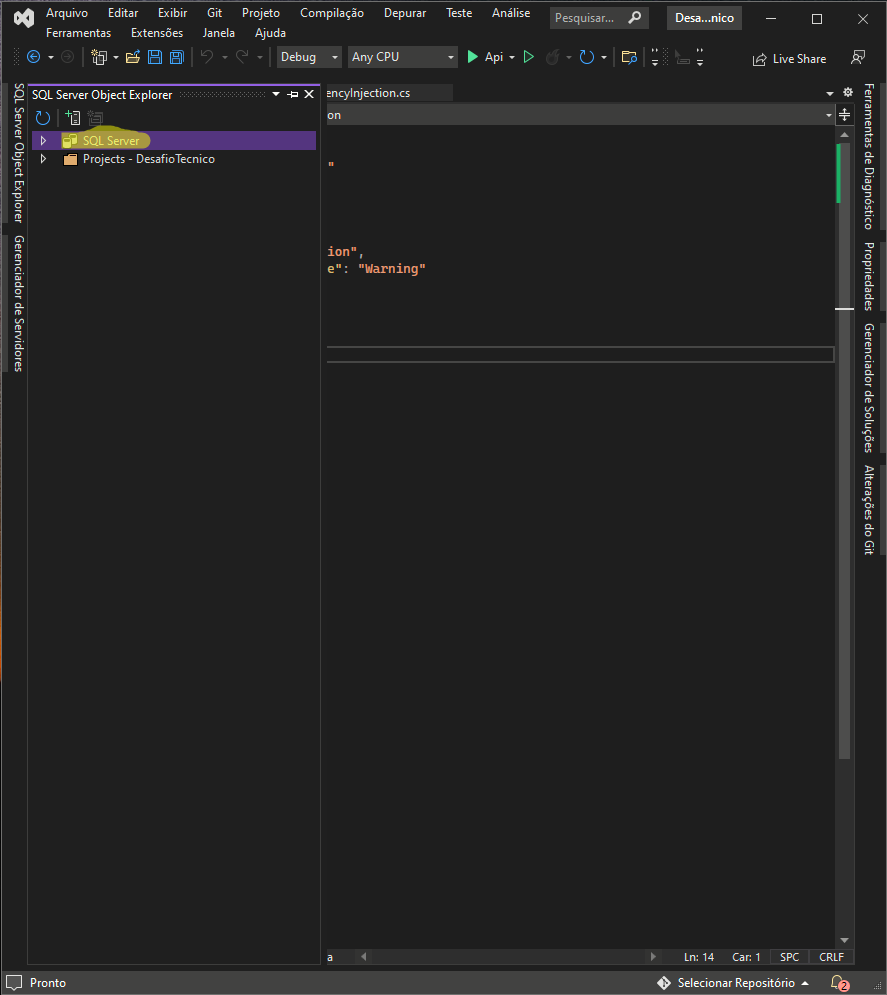 Arquivo Editar Exibir Git Projeto Compilação Depurar Teste Análise Pesquisar... Desa...nico
Ferramentas Extensões Janela Ajuda
Debug Any CPU Api Live Share
SQL Server Object Explorer
encyInjection.cs
on
SQL Server
Projects - DesafioTecnico
"
ion",
e": "Warning"
SQL Server Object Explorer
Gerenciador de Servidores
Ferramentas de Diagnóstico
Propriedades
Gerenciador de Soluções
Alterações do Git
a Ln: 14 Car: 1 SPC CRLF
Pronto Selecionar Repositório 2